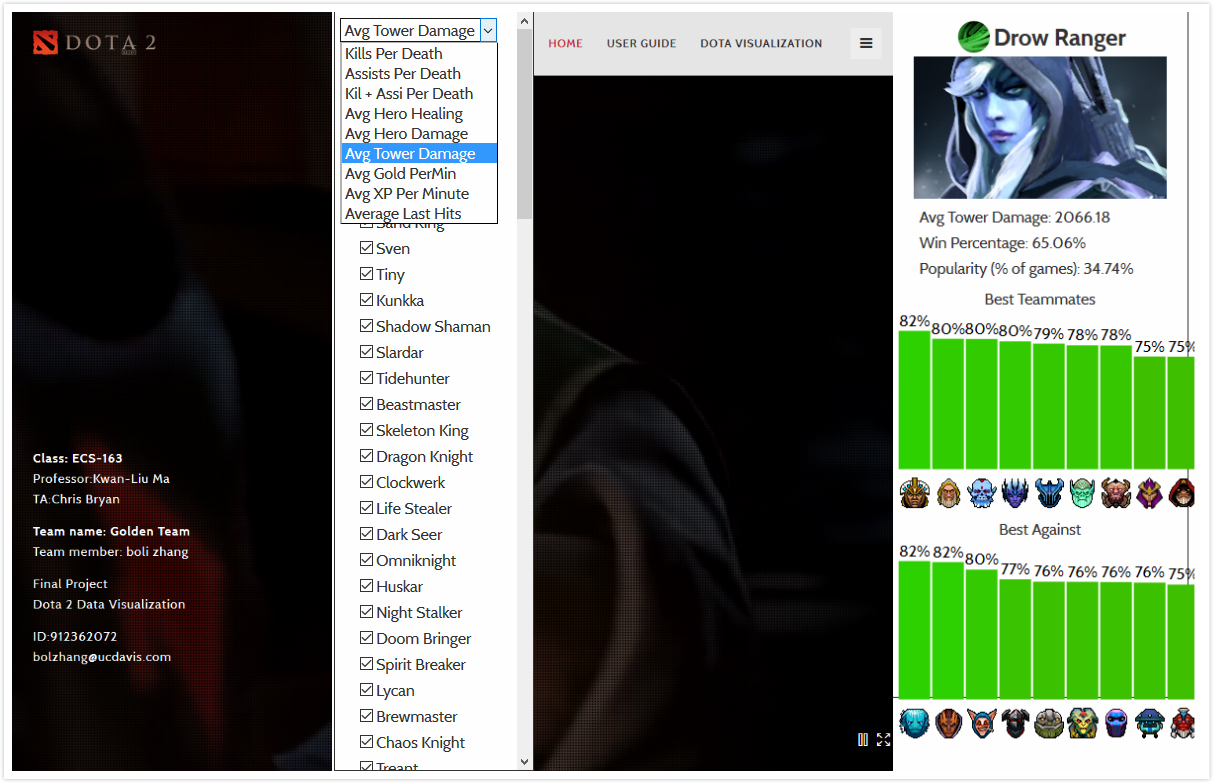 DOTA 2
Class: ECS-163
Professor:Kwan-Liu Ma
TA:Chris Bryan
Team name: Golden Team
Team member: boli zhang
Final Project
Dota 2 Data Visualization
ID:912362072
bolzhang@ucdavis.com
Avg Tower Damage
Kills Per Death
Assists Per Death
Kil + Assi Per Death
Avg Hero Healing
Avg Hero Damage
Avg Tower Damage
Avg Gold PerMin
Avg XP Per Minute
Average Last Hits
Sand King
Sven
Tiny
Kunkka
Shadow Shaman
Slardar
Tidehunter
Beastmaster
Skeleton King
Dragon Knight
Clockwerk
Life Stealer
Dark Seer
Omniknight
Huskar
Night Stalker
Doom Bringer
Spirit Breaker
Lycan
Brewmaster
Chaos Knight
Treant
HOME USER GUIDE DOTA VISUALIZATION
Drow Ranger
Avg Tower Damage: 2066.18
Win Percentage: 65.06%
Popularity (% of games): 34.74%
Best Teammates
82% 80% 80% 80% 79% 78% 78% 75% 75%
Best Against
82% 82% 80% 77% 76% 76% 76% 76% 75%